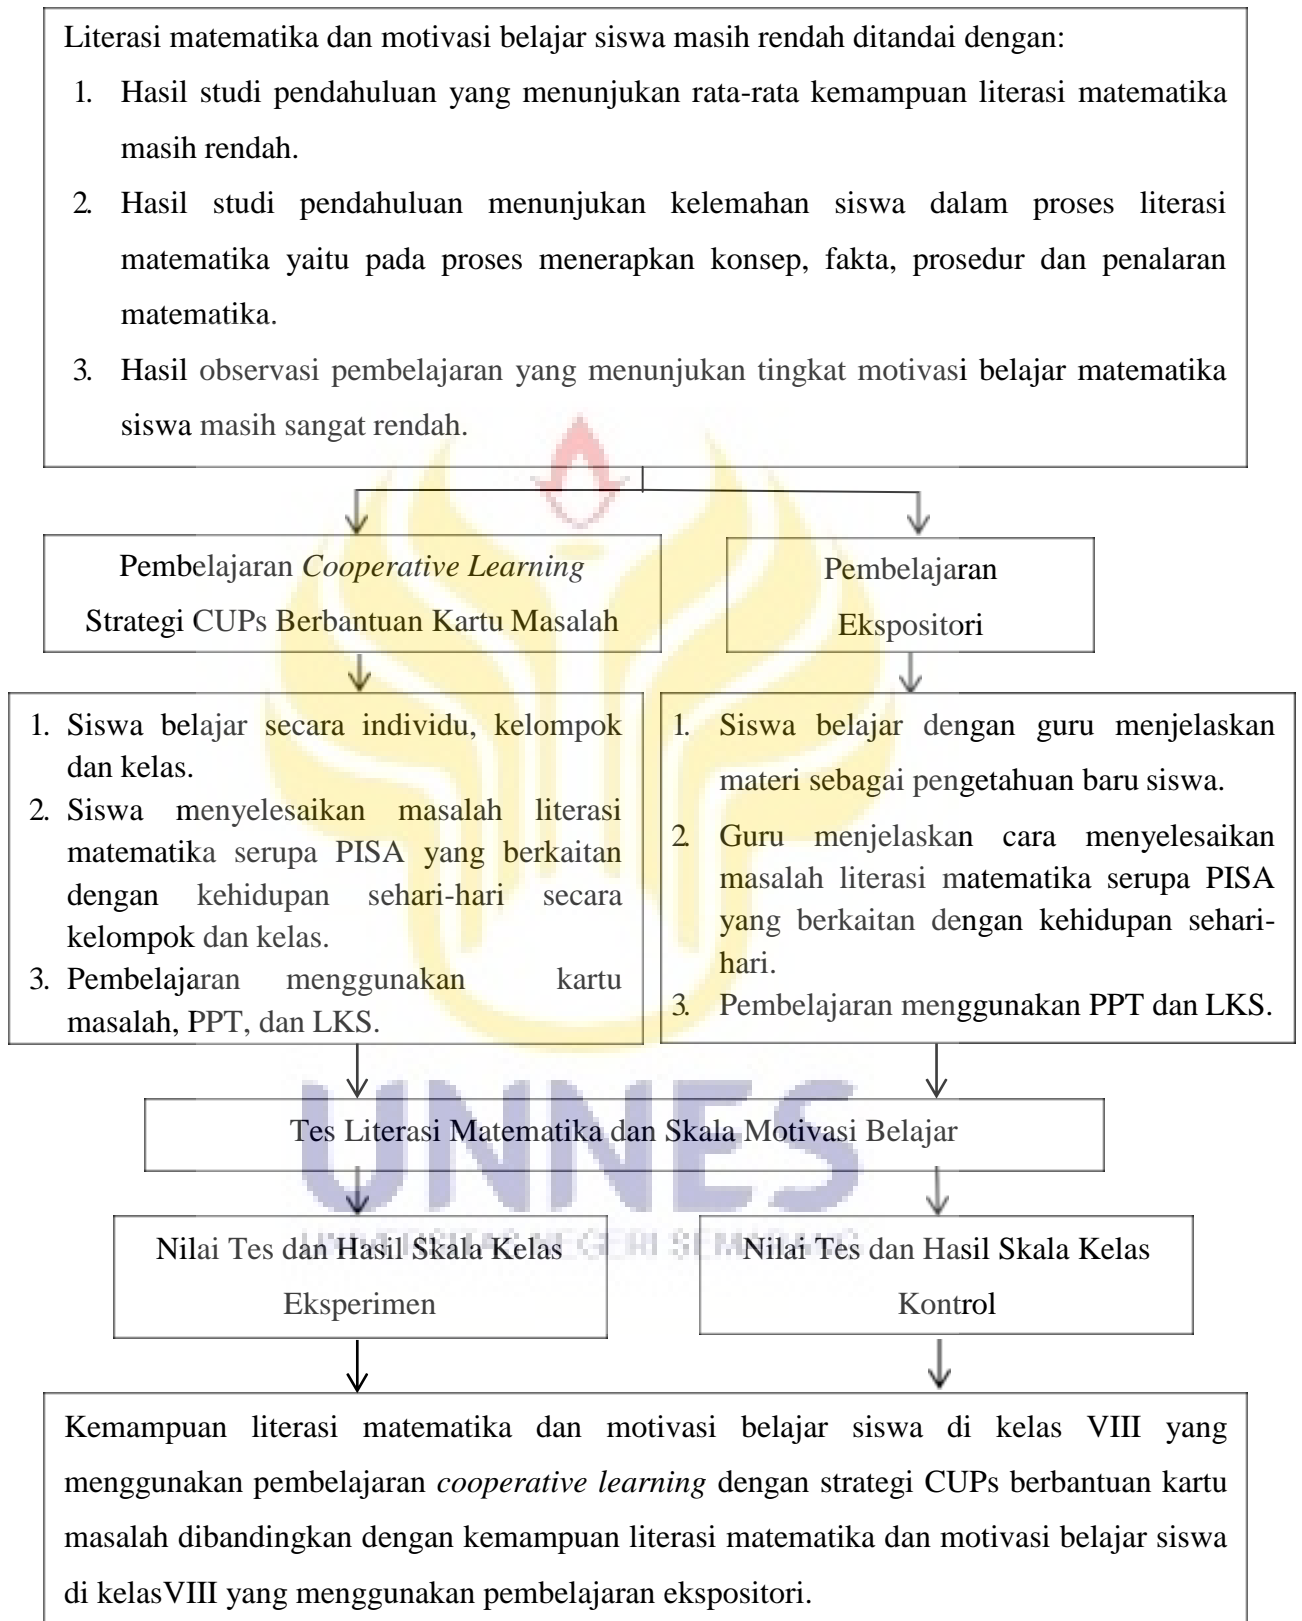 Literasi matematika dan motivasi belajar siswa masih rendah ditandai dengan:
1. Hasil studi pendahuluan yang menunjukan rata-rata kemampuan literasi matematika
masih rendah.
2. Hasil studi pendahuluan menunjukan kelemahan siswa dalam proses literasi
matematika yaitu pada proses menerapkan konsep, fakta, prosedur dan penalaran
matematika.
3. Hasil observasi pembelajaran yang menunjukan tingkat motivasi belajar matematika
siswa masih sangat rendah.
Pembelajaran Cooperative Learning
Strategi CUPs Berbantuan Kartu Masalah
Pembelajaran
Ekspositori
1. Siswa belajar secara individu, kelompok
dan kelas.
2. Siswa menyelesaikan masalah literasi
matematika serupa PISA yang berkaitan
dengan kehidupan sehari-hari secara
kelompok dan kelas.
3. Pembelajaran menggunakan kartu
masalah, PPT, dan LKS.
1. Siswa belajar dengan guru menjelaskan
materi sebagai pengetahuan baru siswa.
2. Guru menjelaskan cara menyelesaikan
masalah literasi matematika serupa PISA
yang berkaitan dengan kehidupan sehari-
hari.
3. Pembelajaran menggunakan PPT dan LKS.
UNNES
Tes Literasi Matematika dan Skala Motivasi Belajar
Nilai Tes dan Hasil Skala Kelas
Eksperimen
Nilai Tes dan Hasil Skala Kelas
Kontrol
Kemampuan literasi matematika dan motivasi belajar siswa di kelas VIII yang
menggunakan pembelajaran cooperative learning dengan strategi CUPs berbantuan kartu
masalah dibandingkan dengan kemampuan literasi matematika dan motivasi belajar siswa
di kelasVIII yang menggunakan pembelajaran ekspositori.